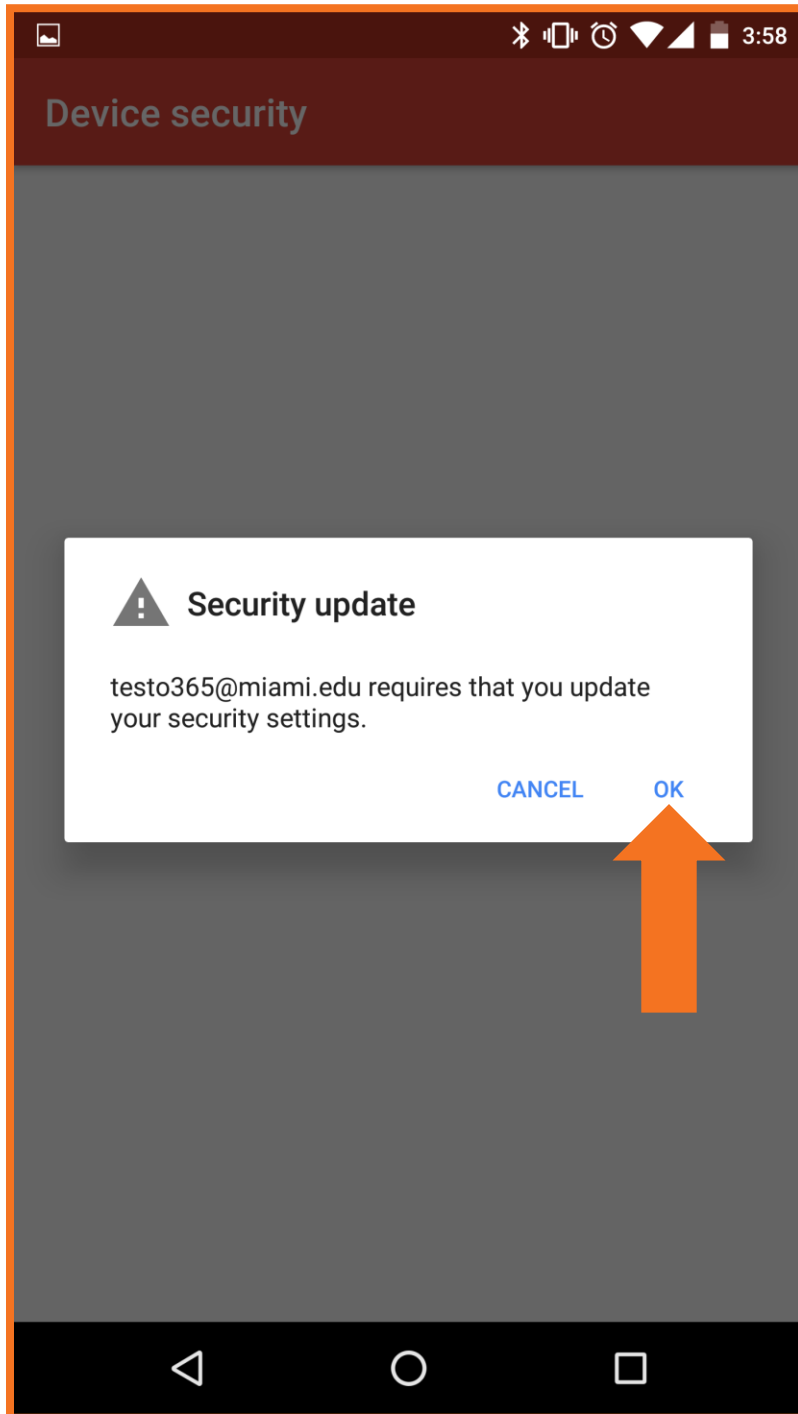 3:58
Device security
Security update
testo365@miami.edu requires that you update
your security settings.
CANCEL OK